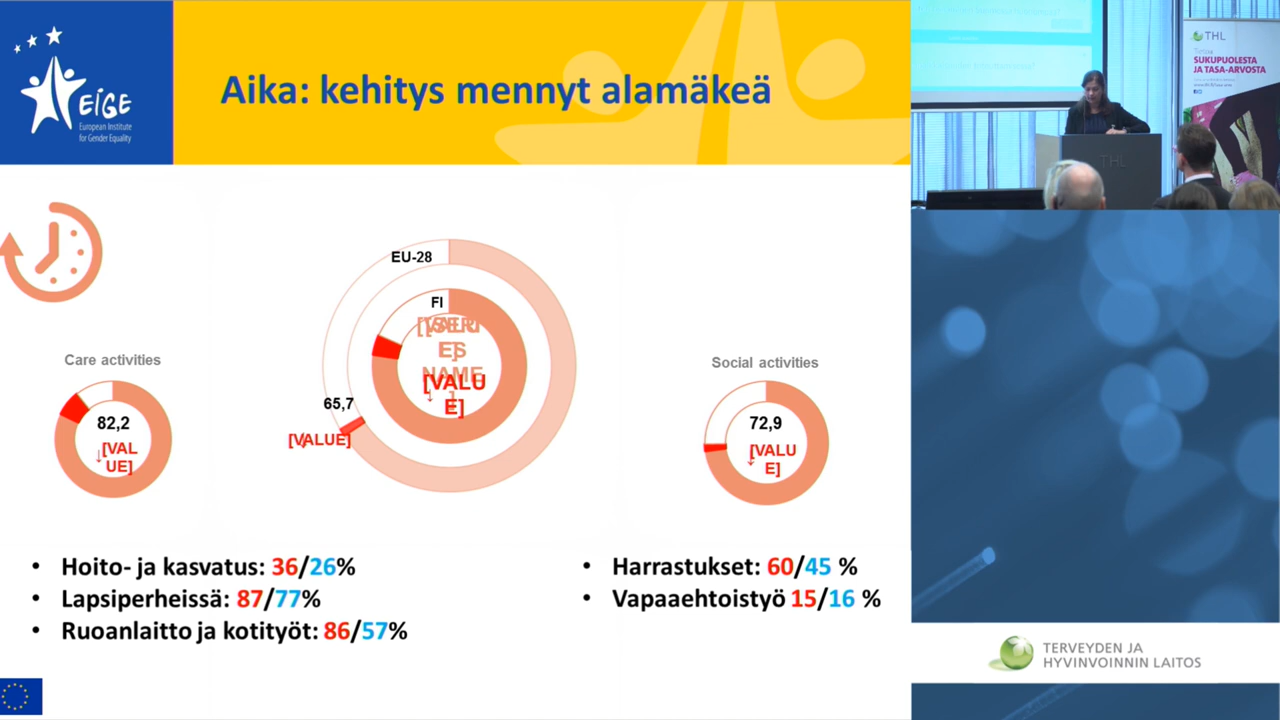 EIGE
European Institute
for Gender Equality
Aika: kehitys mennyt alamäkeä
EU-28
FI
[VALUE]
65,7
[VALUE]
Care activities
82,2
↓[VAL
UE]
Social activities
72,9
↓[VALU
E]
• Hoito- ja kasvatus: 36/26%
• Lapsiperheissä: 87/77%
• Ruoanlaitto ja kotityöt: 86/57%
• Harrastukset: 60/45 %
• Vapaaehtoistyö 15/16 %
THL
Tietoa
SUKUPUOLESTA
JA TASA-ARVOSTA
THL
TERVEYDEN JA
HYVINVOINNIN LAITOS